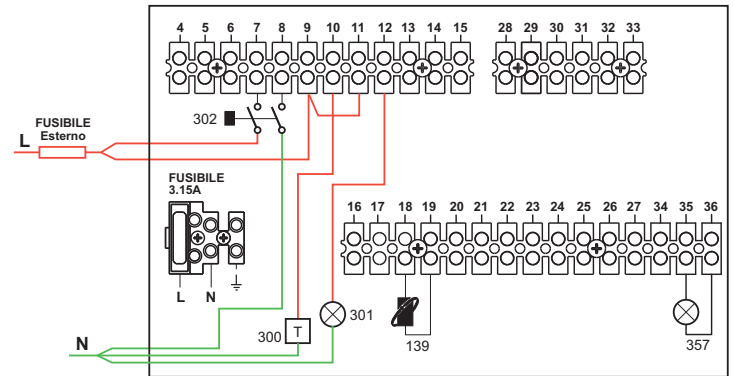 4 5 6 7 8 9 10 11 12 13 14 15
28 29 30 31 32 33
302
FUSIBILE
Esterno
L
FUSIBILE
3.15A
16 17 18 19 20 21 22 23 24 25 26 27 34 35 36
L N
301
300 T
139
357
N